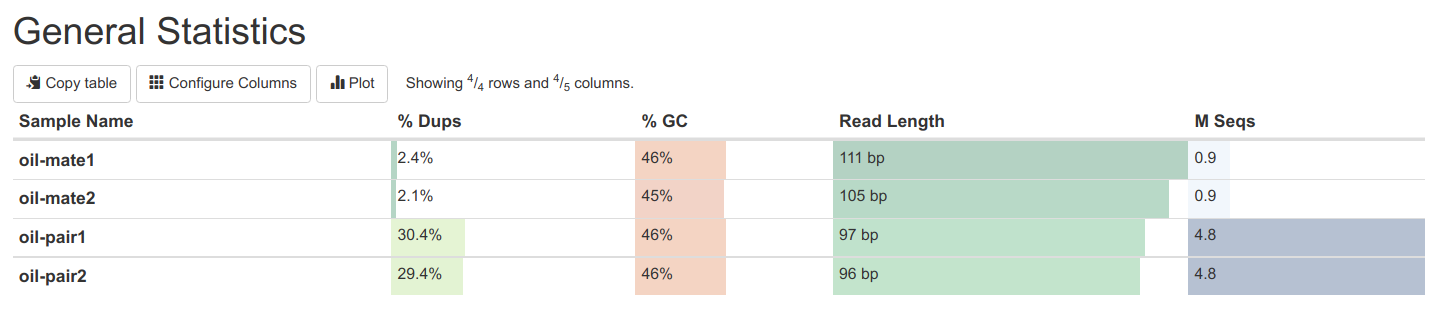 General Statistics
Copy table Configure Columns Plot Showing 4/4 rows and 4/5 columns.
Sample Name % Dups % GC Read Length M Seqs
oil-mate1 2.4% 46% 111 bp 0.9
oil-mate2 2.1% 45% 105 bp 0.9
oil-pair1 30.4% 46% 97 bp 4.8
oil-pair2 29.4% 46% 96 bp 4.8